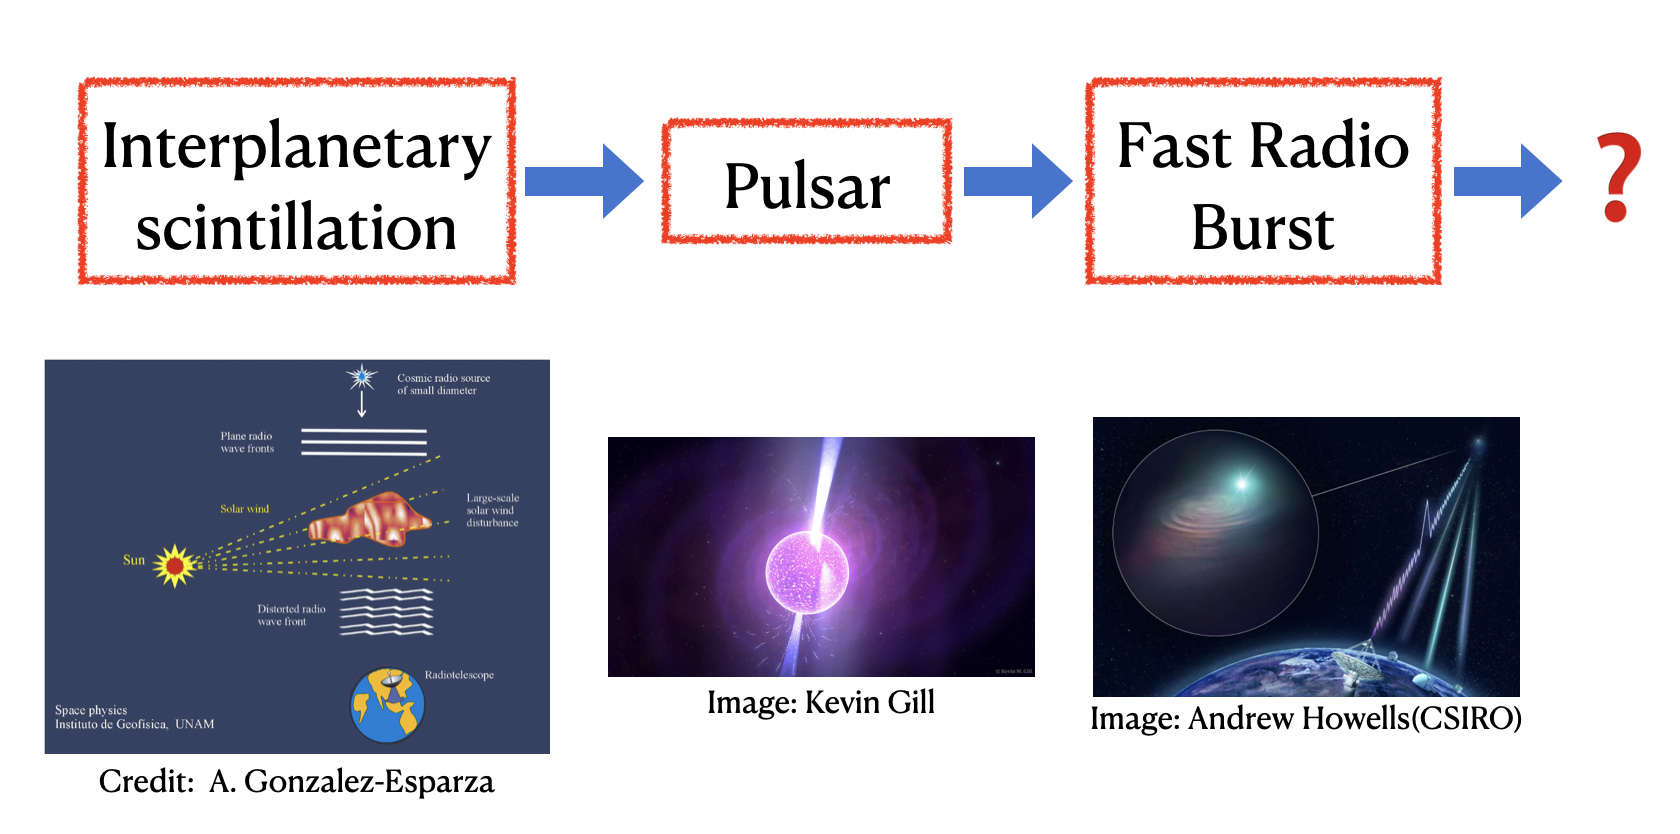 Interplanetary
scintillation
Pulsar
Fast Radio
Burst
?
Cosmic radio source
of small diameter
Plane radio
wave fronts
Solar wind
Large-scale
solar wind
disturbance
Sun
Distorted radio
wave front
Radiotelescope
Space physics
Instituto de Geofísica, UNAM
Credit: A. Gonzalez-Esparza
© Kevin M. Gill
Image: Kevin Gill
Image: Andrew Howells(CSIRO)